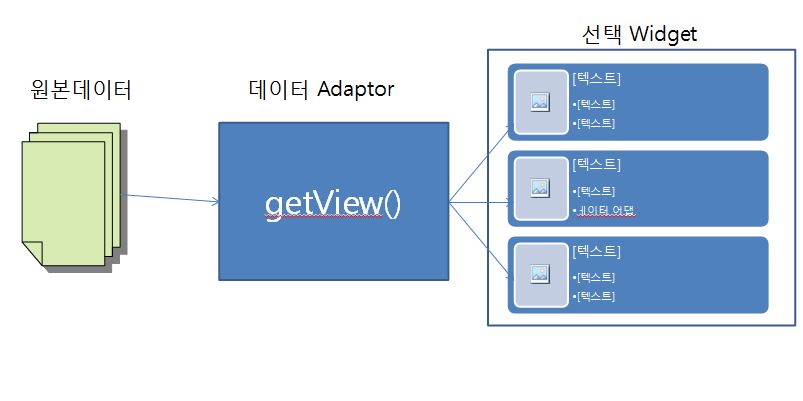 선택 Widget
원본데이터
데이터 Adaptor
getView()
[텍스트]
•[텍스트]
•[텍스트]
[텍스트]
•[텍스트]
•네이티 어댑
[텍스트]
•[텍스트]
•[텍스트]